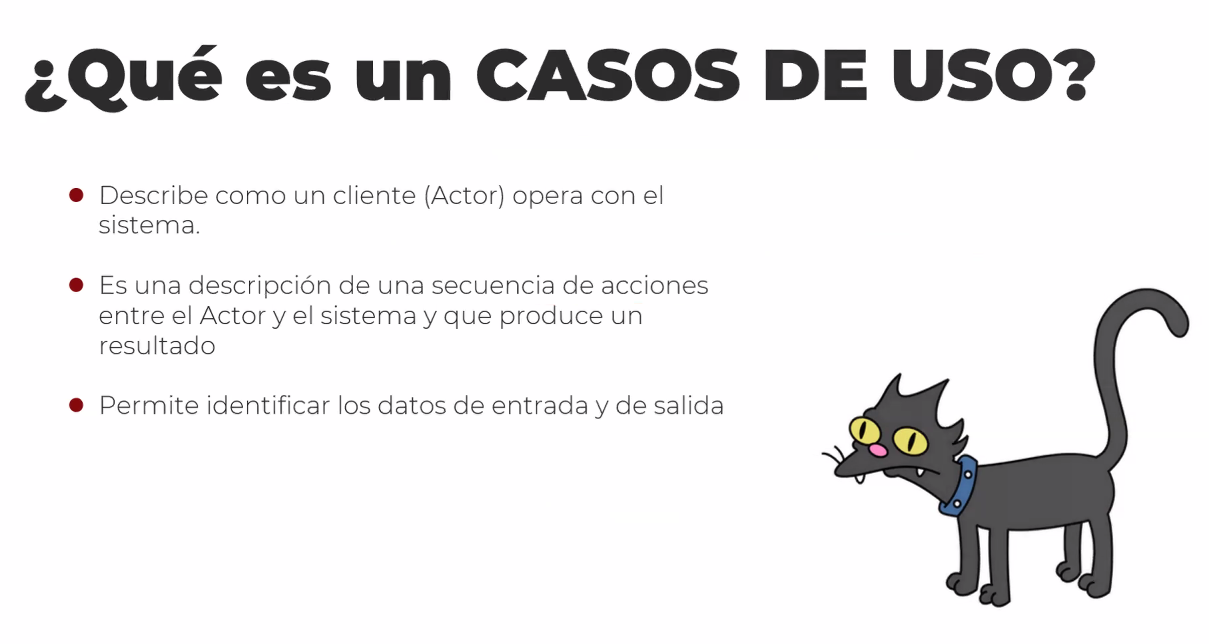 ¿Qué es un CASOS DE USO?
Describe como un cliente (Actor) opera con el
sistema.
Es una descripción de una secuencia de acciones
entre el Actor y el sistema y que produce un
resultado
Permite identificar los datos de entrada y de salida